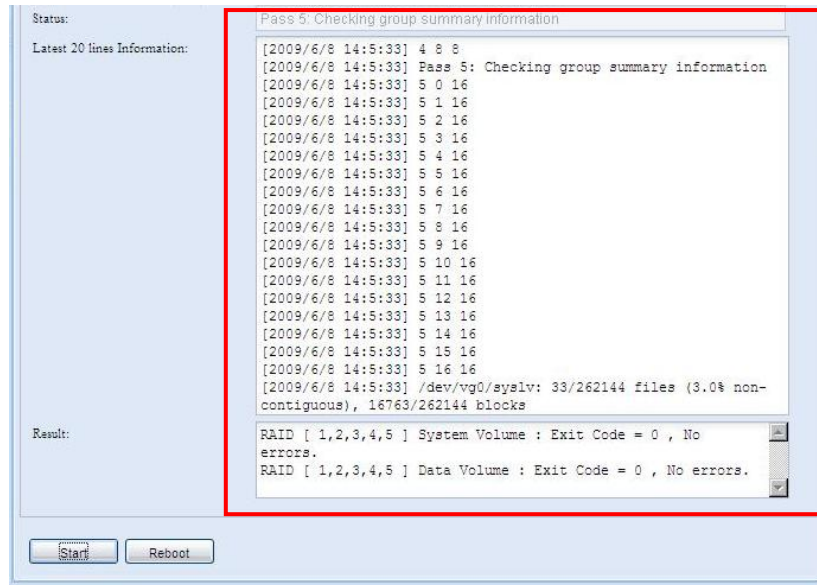 Status:
Pass 5: Checking group summary information
Latest 20 lines Information:
[2009/6/8 14:5:33] 4 8 8
[2009/6/8 14:5:33] Pass 5: Checking group summary information
[2009/6/8 14:5:33] 5 0 16
[2009/6/8 14:5:33] 5 1 16
[2009/6/8 14:5:33] 5 2 16
[2009/6/8 14:5:33] 5 3 16
[2009/6/8 14:5:33] 5 4 16
[2009/6/8 14:5:33] 5 5 16
[2009/6/8 14:5:33] 5 6 16
[2009/6/8 14:5:33] 5 7 16
[2009/6/8 14:5:33] 5 8 16
[2009/6/8 14:5:33] 5 9 16
[2009/6/8 14:5:33] 5 10 16
[2009/6/8 14:5:33] 5 11 16
[2009/6/8 14:5:33] 5 12 16
[2009/6/8 14:5:33] 5 13 16
[2009/6/8 14:5:33] 5 14 16
[2009/6/8 14:5:33] 5 15 16
[2009/6/8 14:5:33] 5 16 16
[2009/6/8 14:5:33] /dev/vg0/syslv: 33/262144 files (3.0% non-
contiguous), 16763/262144 blocks
Result:
RAID [ 1,2,3,4,5 ] System Volume : Exit Code = 0 , No
errors.
RAID [ 1,2,3,4,5 ] Data Volume : Exit Code = 0 , No errors.
Start
Reboot